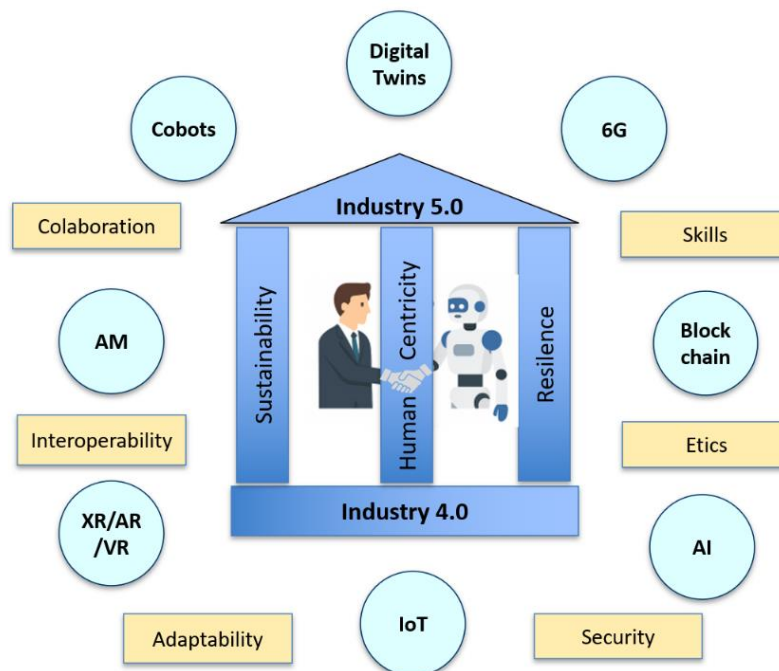 Digital
Twins
Cobots
6G
Industry 5.0
Colaboration
Skills
Sustainability
Human Centricity
Resilence
AM
Block
chain
Interoperability
Etics
Industry 4.0
XR/AR
/VR
AI
IoT
Adaptability
Security